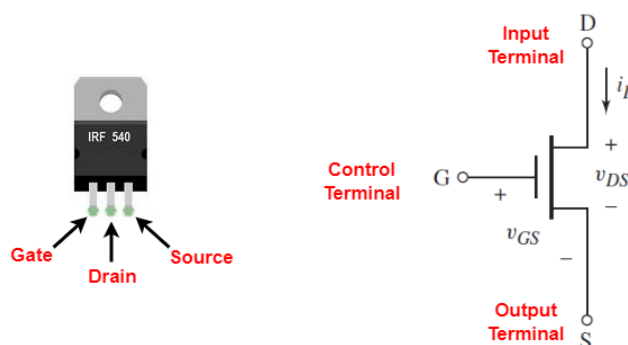 IRF 540
Gate
Drain
Source
Input
Terminal
D
i
+
Control
Terminal
G
+
v_DS
v_GS
−
−
Output
Terminal
S